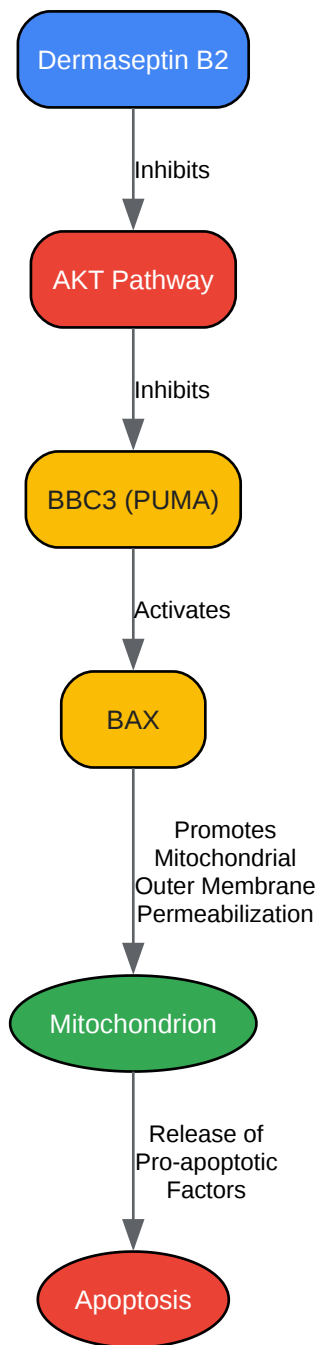 Dermaseptin B2
Inhibits
AKT Pathway
Inhibits
BBC3 (PUMA)
Activates
BAX
Promotes
Mitochondrial
Outer Membrane
Permeabilization
Mitochondrion
Release of
Pro-apoptotic
Factors
Apoptosis